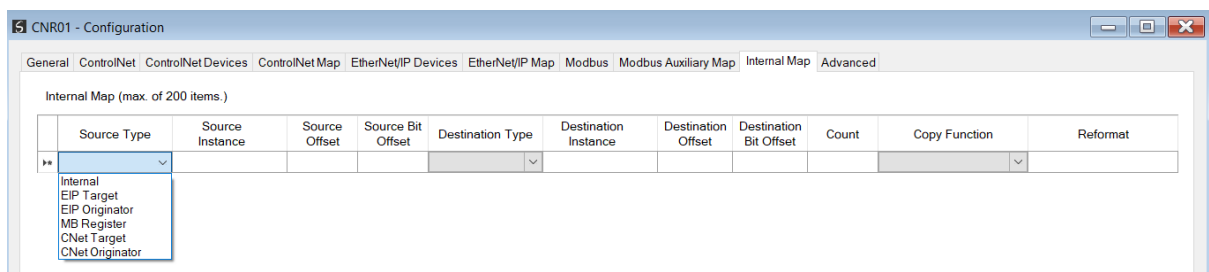 CNR01 - Configuration
General ControlNet ControlNet Devices ControlNet Map EtherNet/IP Devices EtherNet/IP Map Modbus Modbus Auxiliary Map Internal Map Advanced
Internal Map (max. of 200 items.)
Source Type Source Instance Source Offset Source Bit Offset Destination Type Destination Instance Destination Offset Destination Bit Offset Count Copy Function Reformat
Internal
EIP Target
EIP Originator
MB Register
CNet Target
CNet Originator